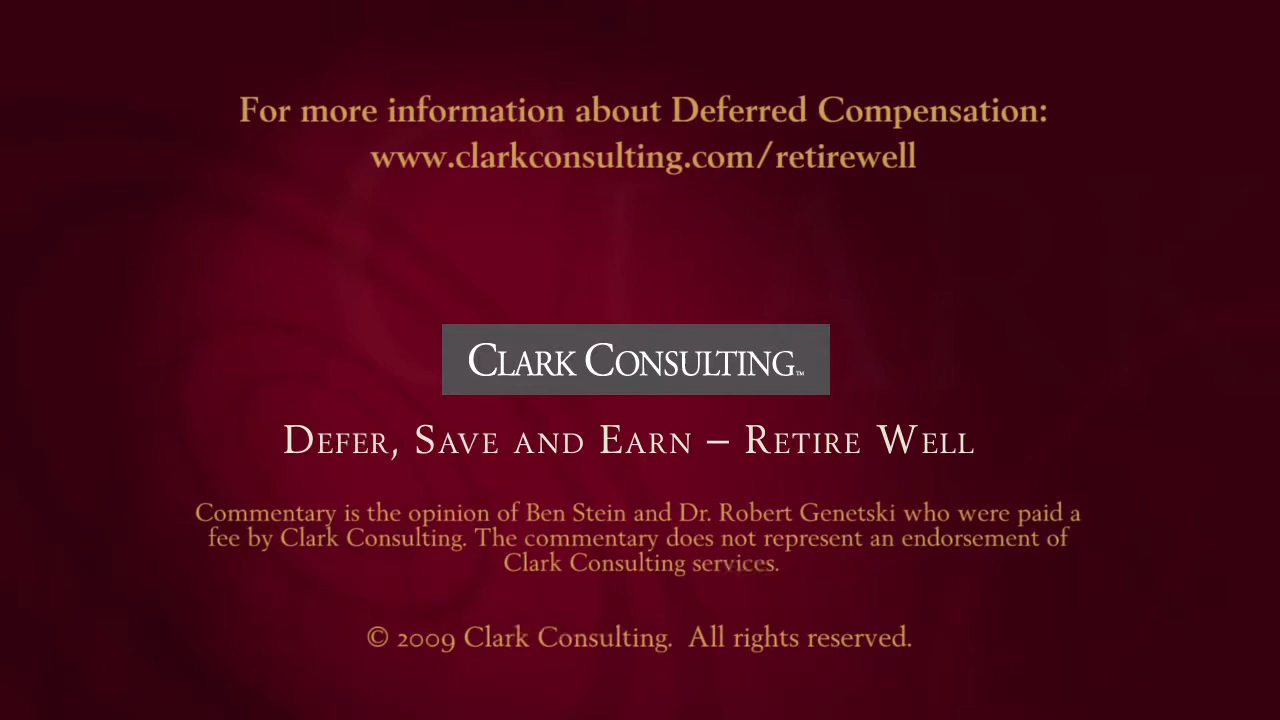 For more information about Deferred Compensation:
www.clarkconsulting.com/retirewell
CLARK CONSULTING™
DEFER, SAVE AND EARN – RETIRE WELL
Commentary is the opinion of Ben Stein and Dr. Robert Genetski who were paid a
fee by Clark Consulting. The commentary does not represent an endorsement of
Clark Consulting services.
© 2009 Clark Consulting.  All rights reserved.